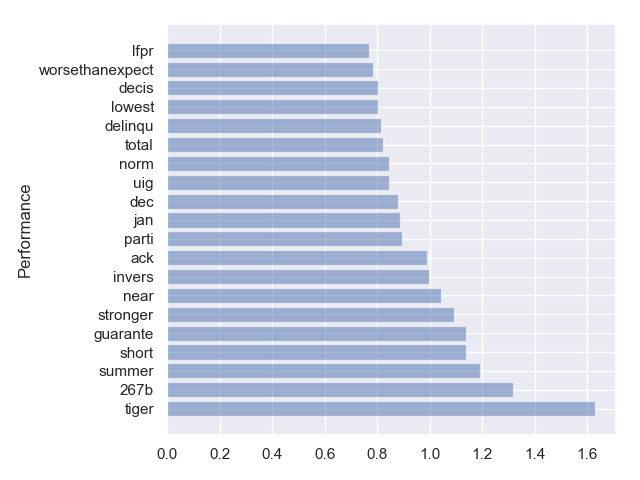 lfpr
worsethanexpect
decis
lowest
delinqu
total
norm
uig
dec
jan
parti
ack
invers
near
stronger
guarante
short
summer
267b
tiger
Performance
0.0 0.2 0.4 0.6 0.8 1.0 1.2 1.4 1.6